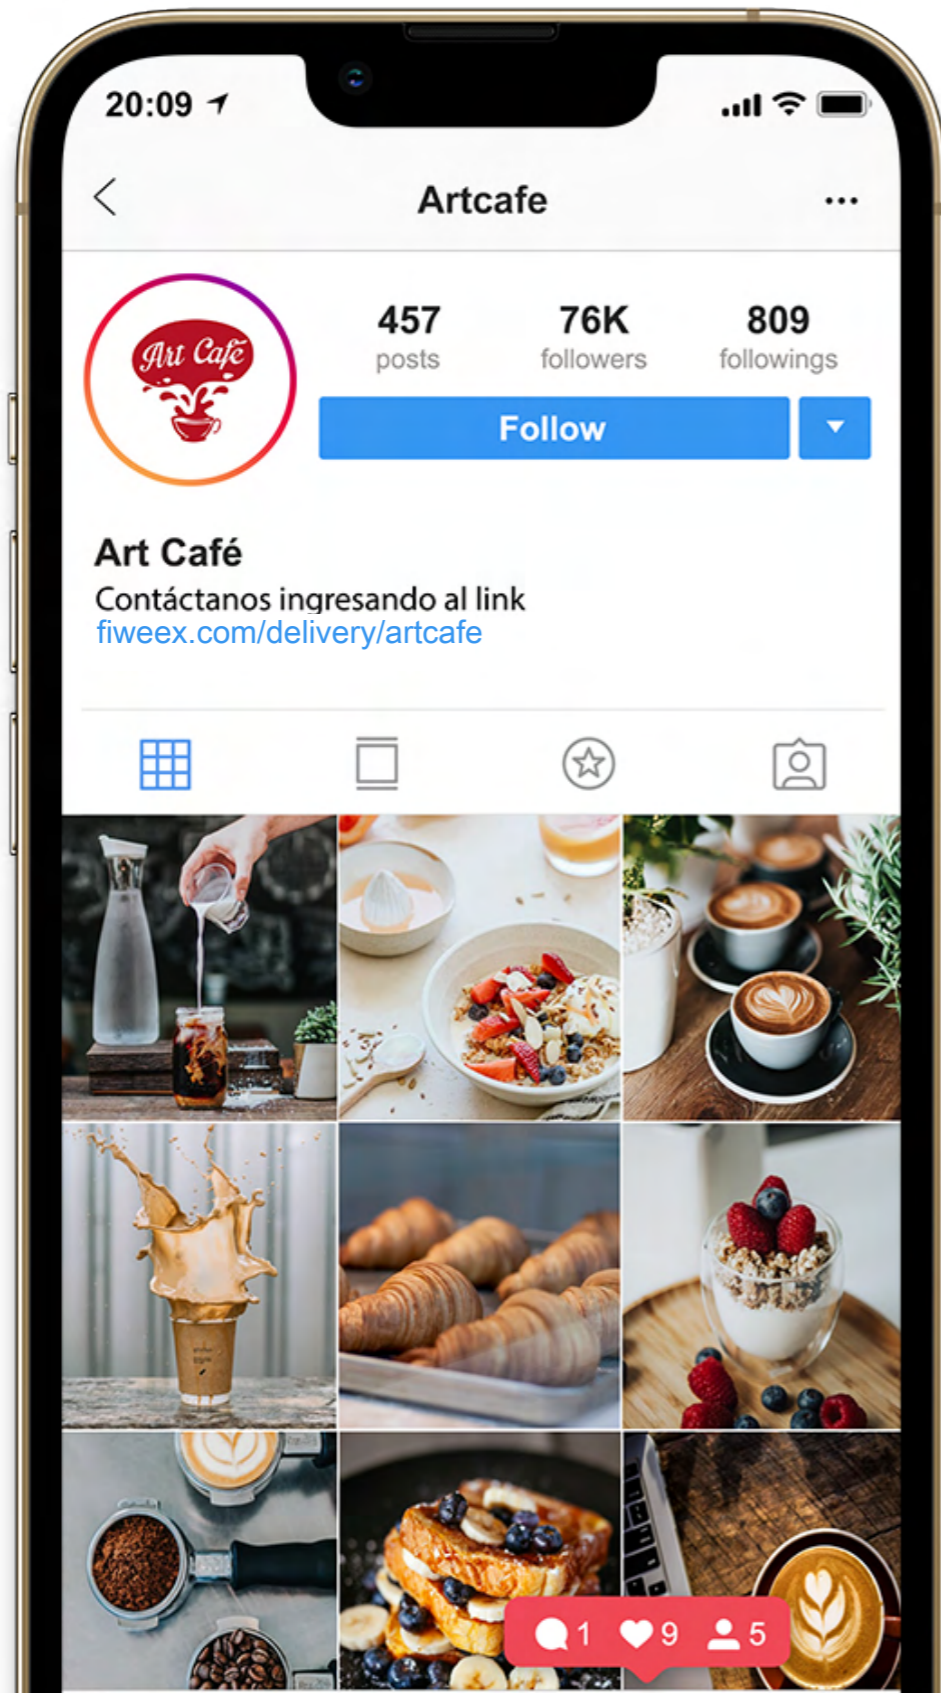 20:09
Artcafe
457
76K
809
posts
followers
followings
Art Café
Follow
Art Café
Contáctanos ingresando al link
fiweex.com/delivery/artcafe
1
9
5